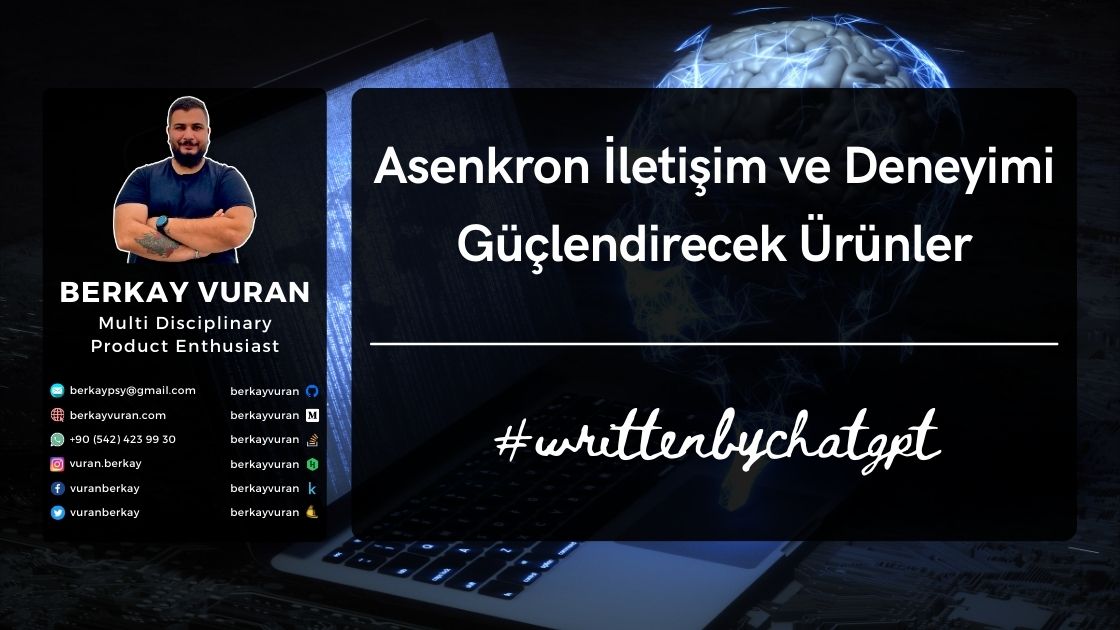 BERKAY VURAN
Multi Disciplinary
Product Enthusiast
berkaypsy@gmail.com
berkayvuran.com
+90 (542) 423 99 30
vuran.berkay
vuranberkay
vuranberkay
berkayvuran
berkayvuran
berkayvuran
berkayvuran
berkayvuran
berkayvuran
Asenkron İletişim ve Deneyimi
Güçlendirecek Ürünler
#writtenbychatgpt